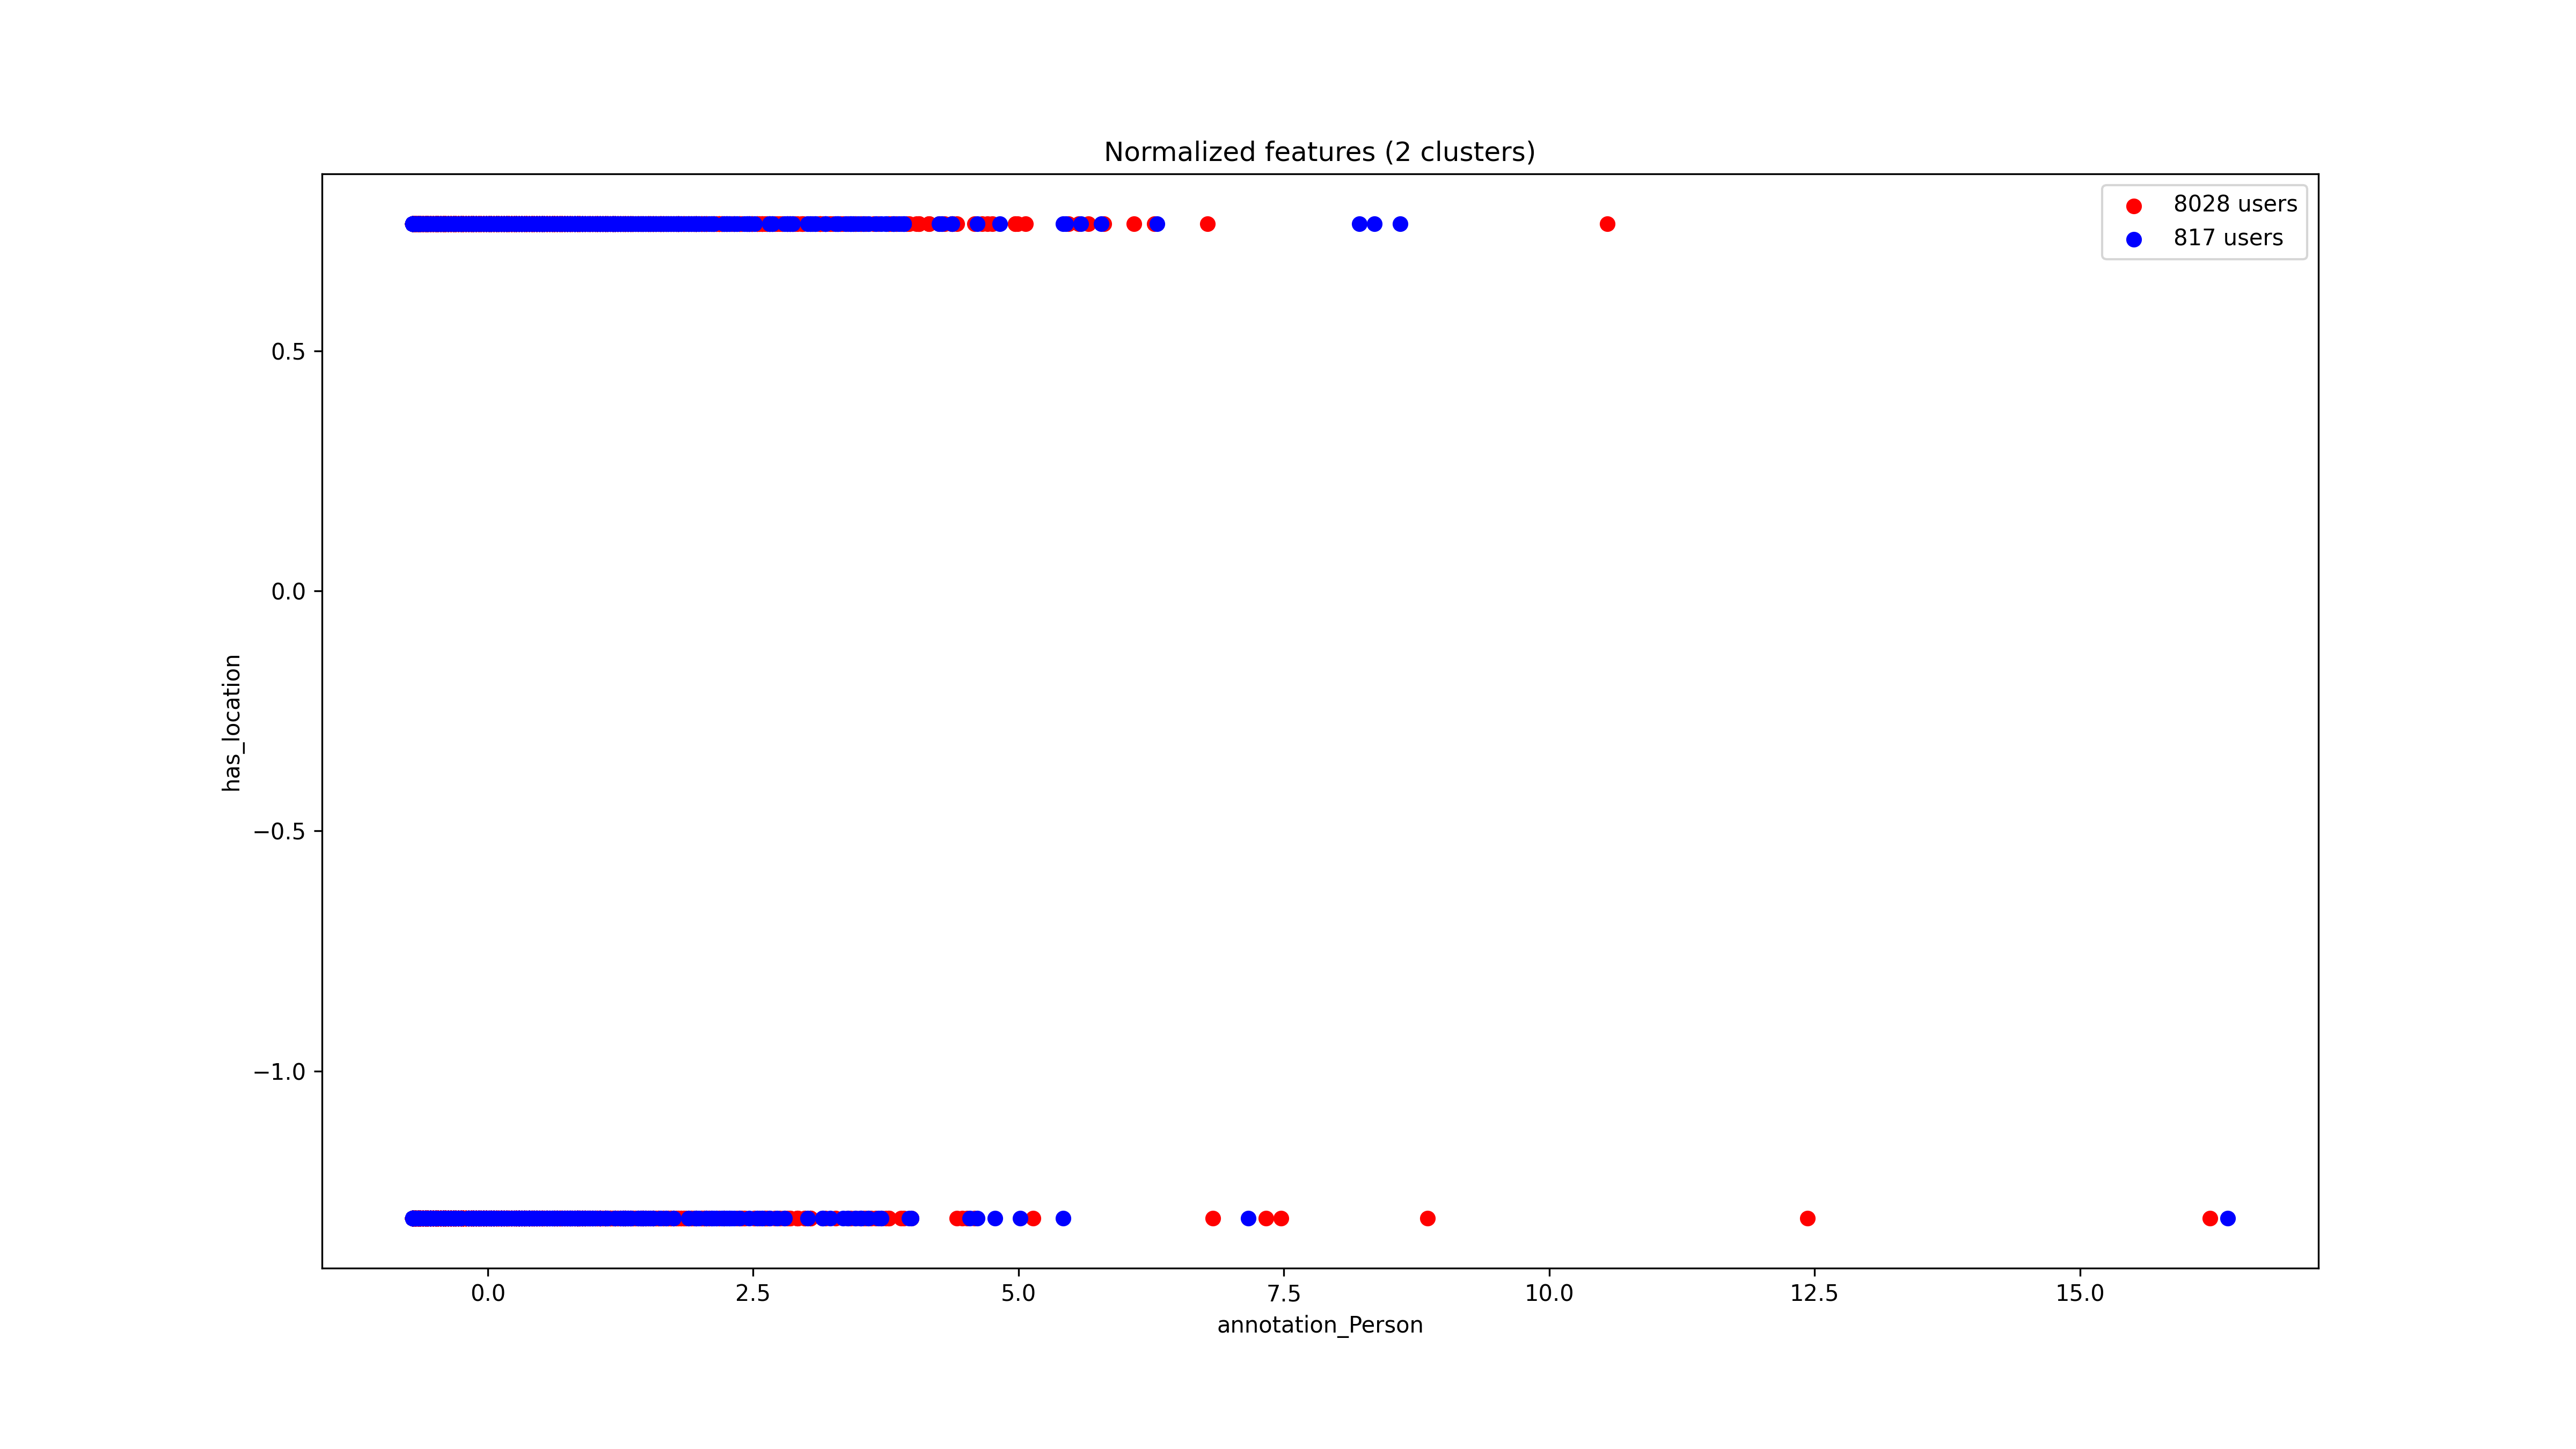 Normalized features (2 clusters)
8028 users
817 users
0.5
0.0
−0.5
−1.0
has_location
0.0 2.5 5.0 7.5 10.0 12.5 15.0
annotation_Person